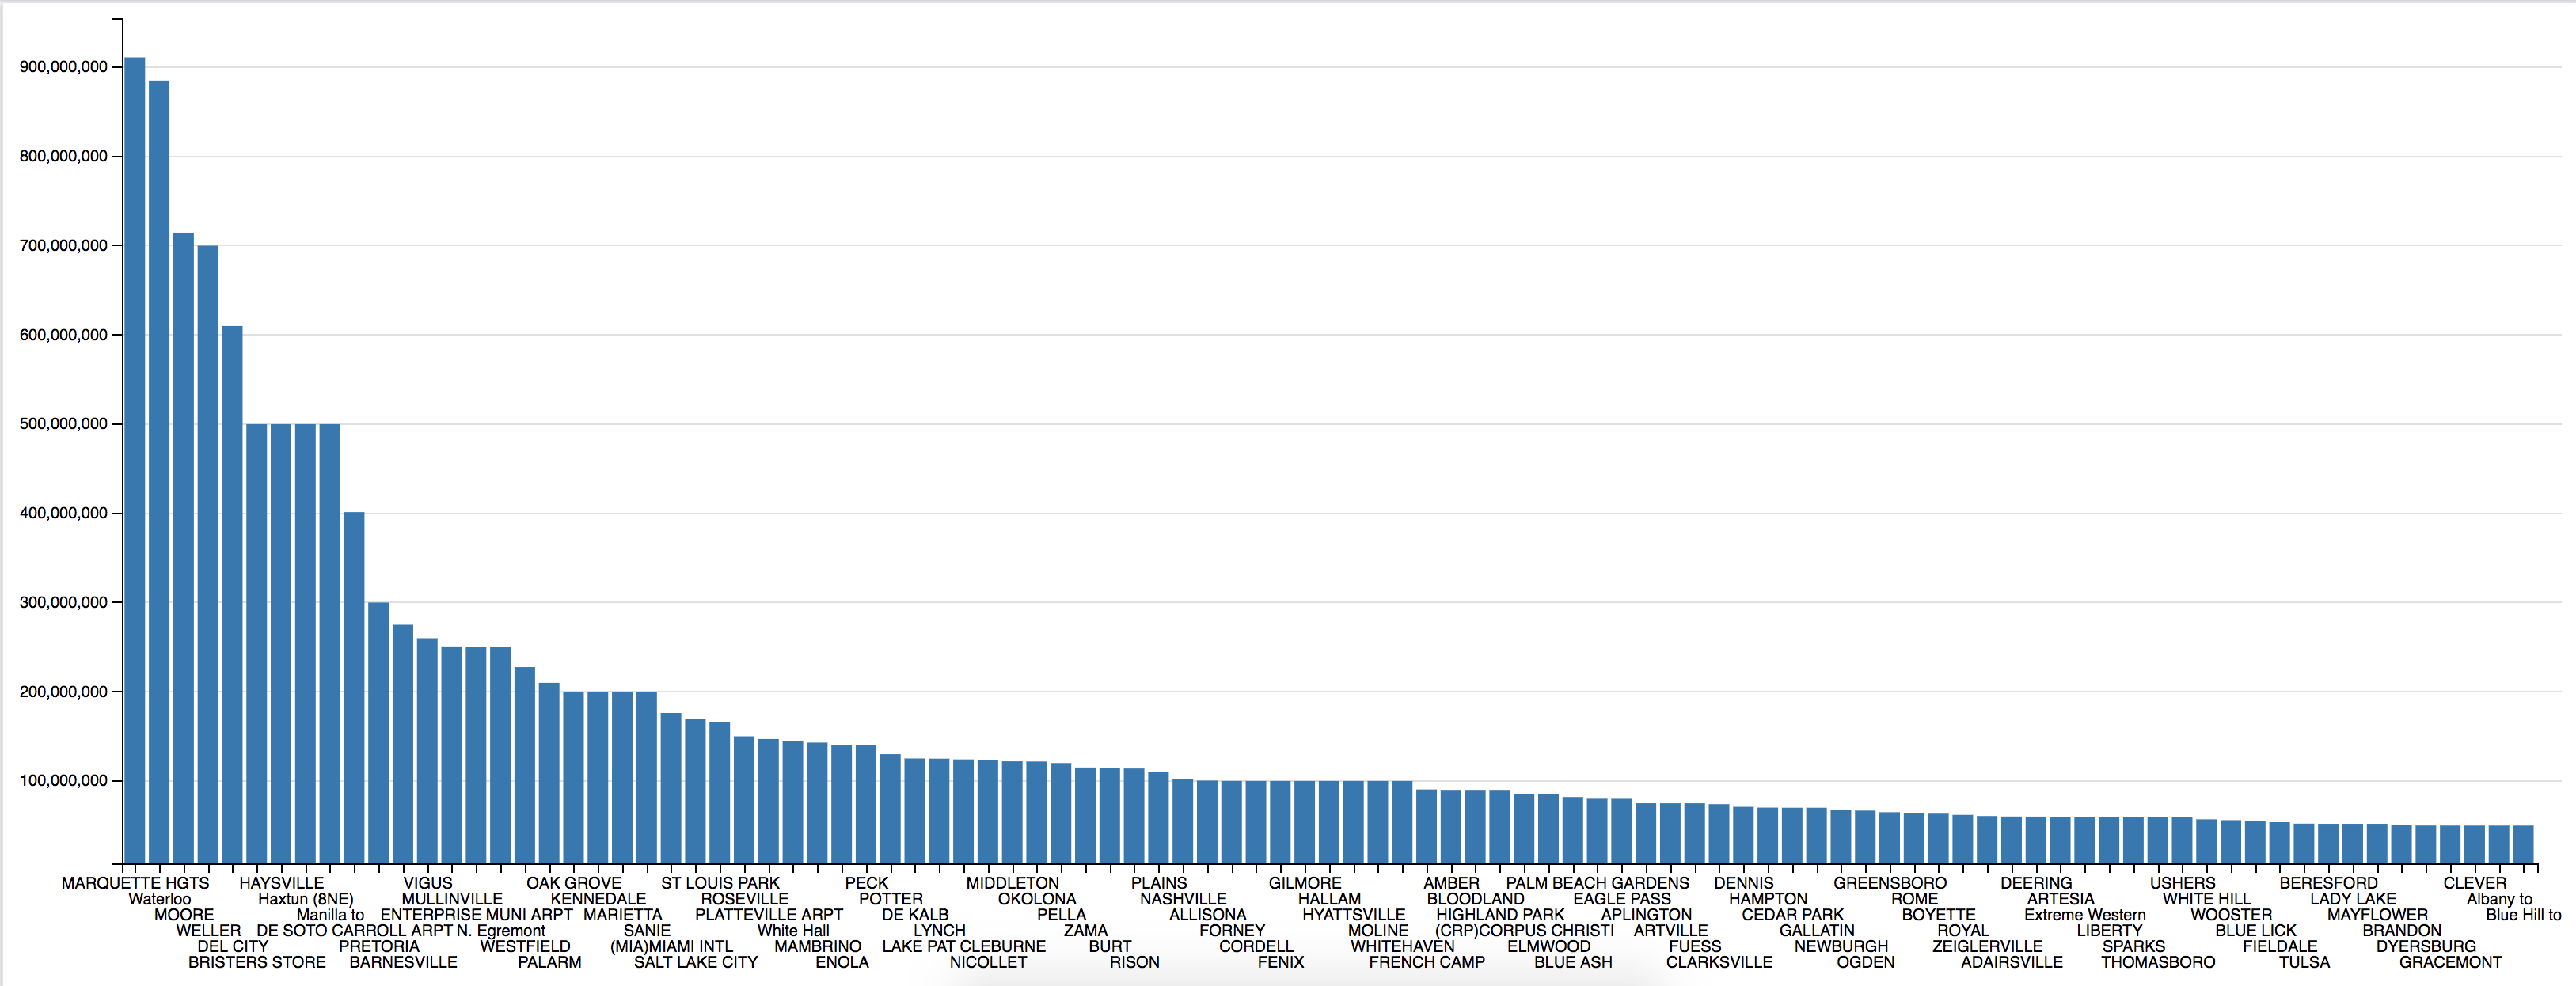 900,000,000
800,000,000
700,000,000
600,000,000
500,000,000
400,000,000
300,000,000
200,000,000
100,000,000
MARQUETTE HGTS HAYSVILLE VIGUS OAK GROVE ST LOUIS PARK PECK MIDDLETON PLAINS GILMORE AMBER PALM BEACH GARDENS DENNIS GREENSBORO DEERING USHERS BERESFORD CLEVER
Waterloo Haxtun (8NE) MULLINVILLE KENNEDALE ROSEVILLE POTTER OKOLONA NASHVILLE HALLAM BLOODLAND EAGLE PASS HAMPTON ROME ARTESIA WHITE HILL LADY LAKE Albany to
MOORE Manilla to ENTERPRISE MUNI ARPT MARIETTA PLATTEVILLE ARPT DE KALB PELLA ALLISONA HYATTSVILLE HIGHLAND PARK APLINGTON CEDAR PARK BOYETTE Extreme Western WOOSTER MAYFLOWER Blue Hill to
WELLER DE SOTO CARROLL ARPT N. Egremont SANIE White Hall LYNCH ZAMA FORNEY MOLINE (CRP)CORPUS CHRISTI ARTVILLE GALLATIN ROYAL LIBERTY BLUE LICK BRANDON
DEL CITY PRETORIA WESTFIELD (MIA)MIAMI INTL MAMBRINO LAKE PAT CLEBURNE BURT CORDELL WHITEHAVEN ELMWOOD FUESS NEWBURGH ZEIGLERVILLE SPARKS FIELDALE DYERSBURG
BRISTERS STORE BARNESVILLE PALARM SALT LAKE CITY ENOLA NICOLLET RISON FENIX FRENCH CAMP BLUE ASH CLARKSVILLE OGDEN ADAIRSVILLE THOMASBORO TULSA GRACEMONT